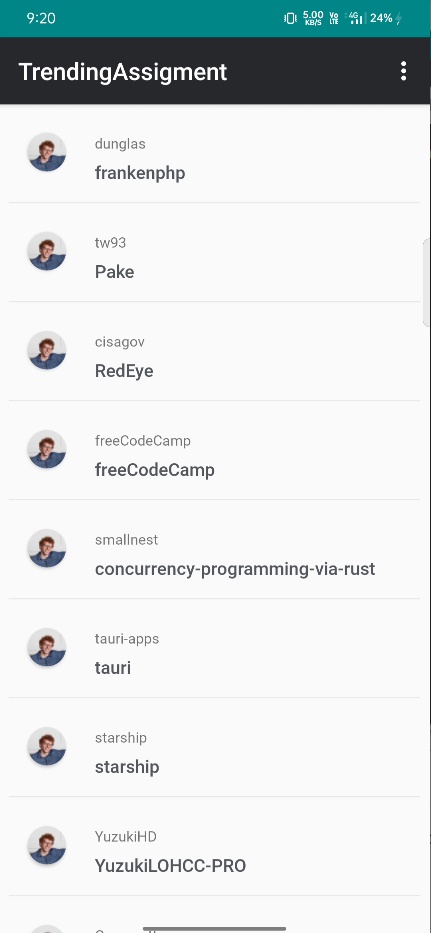 9:20
5.00 KB/S
Vo LTE
4G
24%
TrendingAssigment
dunglas
frankenphp
tw93
Pake
cisagov
RedEye
freeCodeCamp
freeCodeCamp
smallnest
concurrency-programming-via-rust
tauri-apps
tauri
starship
starship
YuzukiHD
YuzukiLOHCC-PRO